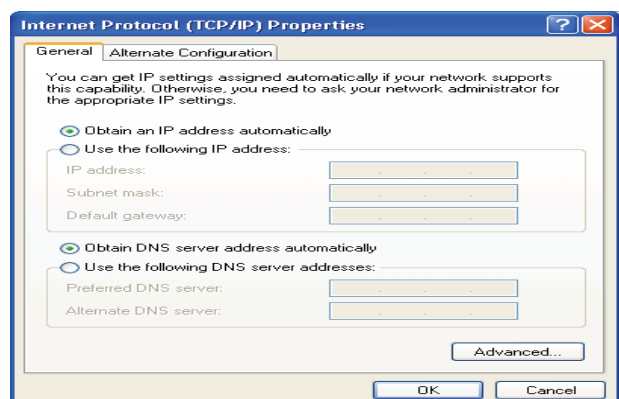 Internet Protocol (TCP/IP) Properties
General
Alternate Configuration
You can get IP settings assigned automatically if your network supports
this capability. Otherwise, you need to ask your network administrator for
the appropriate IP settings.
Obtain an IP address automatically
Use the following IP address:
IP address:
Subnet mask:
Default gateway:
Obtain DNS server address automatically
Use the following DNS server addresses:
Preferred DNS server:
Alternate DNS server:
Advanced...
OK
Cancel